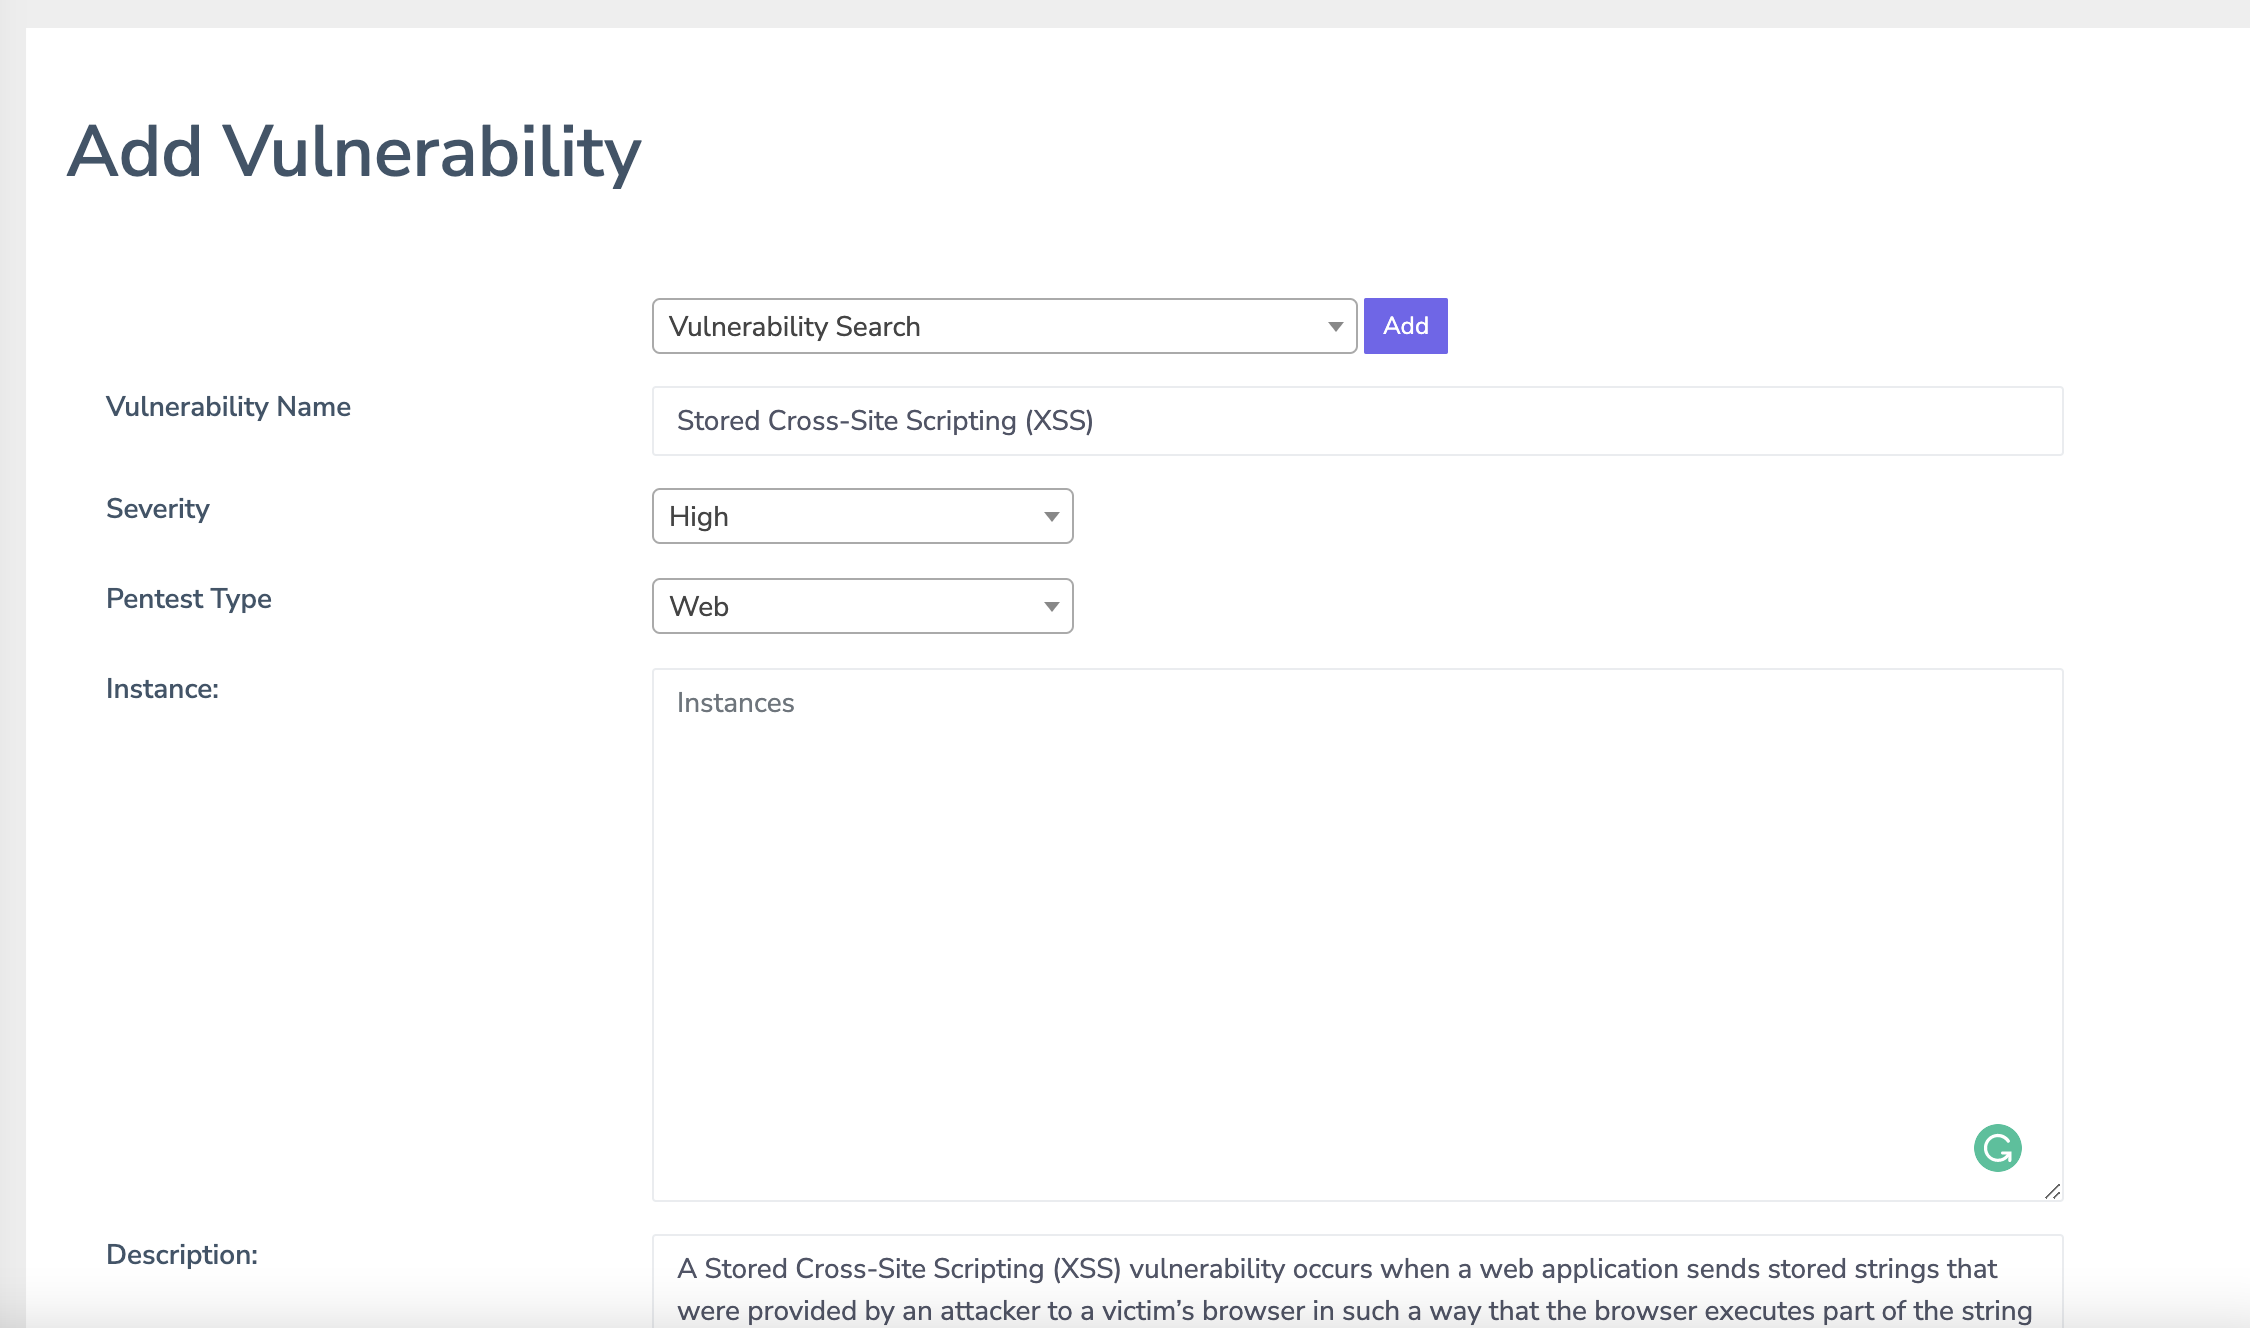 Add Vulnerability
Vulnerability Search
Add
Vulnerability Name
Stored Cross-Site Scripting (XSS)
Severity
High
Pentest Type
Web
Instance:
Instances
Description:
A Stored Cross-Site Scripting (XSS) vulnerability occurs when a web application sends stored strings that
were provided by an attacker to a victim’s browser in such a way that the browser executes part of the string